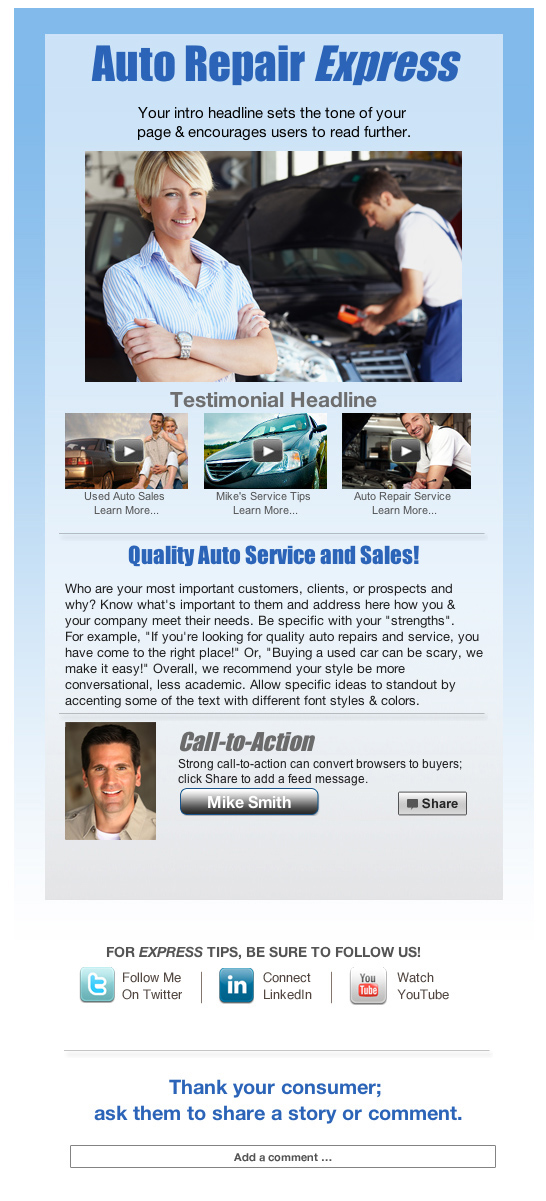 Auto Repair Express
Your intro headline sets the tone of your
page & encourages users to read further.
Testimonial Headline
Used Auto Sales
Learn More...
Mike's Service Tips
Learn More...
Auto Repair Service
Learn More...
Quality Auto Service and Sales!
Who are your most important customers, clients, or prospects and
why? Know what's important to them and address here how you &
your company meet their needs. Be specific with your "strengths".
For example, "If you're looking for quality auto repairs and service, you
have come to the right place!" Or, "Buying a used car can be scary, we
make it easy!" Overall, we recommend your style be more
conversational, less academic. Allow specific ideas to standout by
accenting some of the text with different font styles & colors.
Call-to-Action
Strong call-to-action can convert browsers to buyers;
click Share to add a feed message.
Mike Smith
Share
FOR EXPRESS TIPS, BE SURE TO FOLLOW US!
t
Follow Me
On Twitter
in
Connect
LinkedIn
You
Tube
Watch
YouTube
Thank your consumer;
ask them to share a story or comment.
Add a comment ...